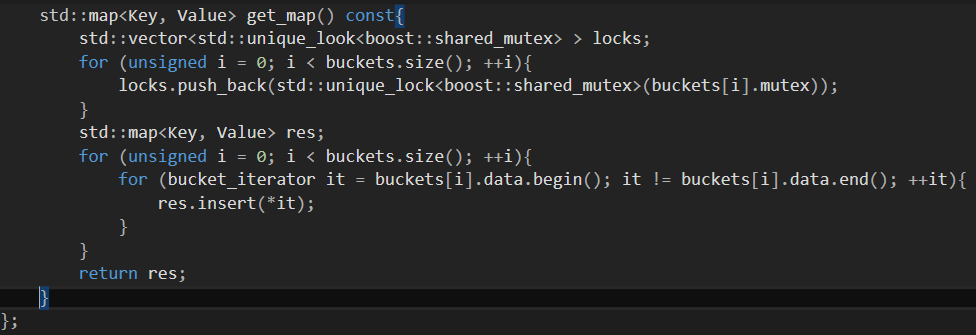 std::map<Key, Value> get_map() const{
std::vector<std::unique_look<boost::shared_mutex> > locks;
for (unsigned i = 0; i < buckets.size(); ++i){
locks.push_back(std::unique_lock<boost::shared_mutex>(buckets[i].mutex));
}
std::map<Key, Value> res;
for (unsigned i = 0; i < buckets.size(); ++i){
for (bucket_iterator it = buckets[i].data.begin(); it != buckets[i].data.end(); ++it){
res.insert(*it);
}
}
return res;
}
};